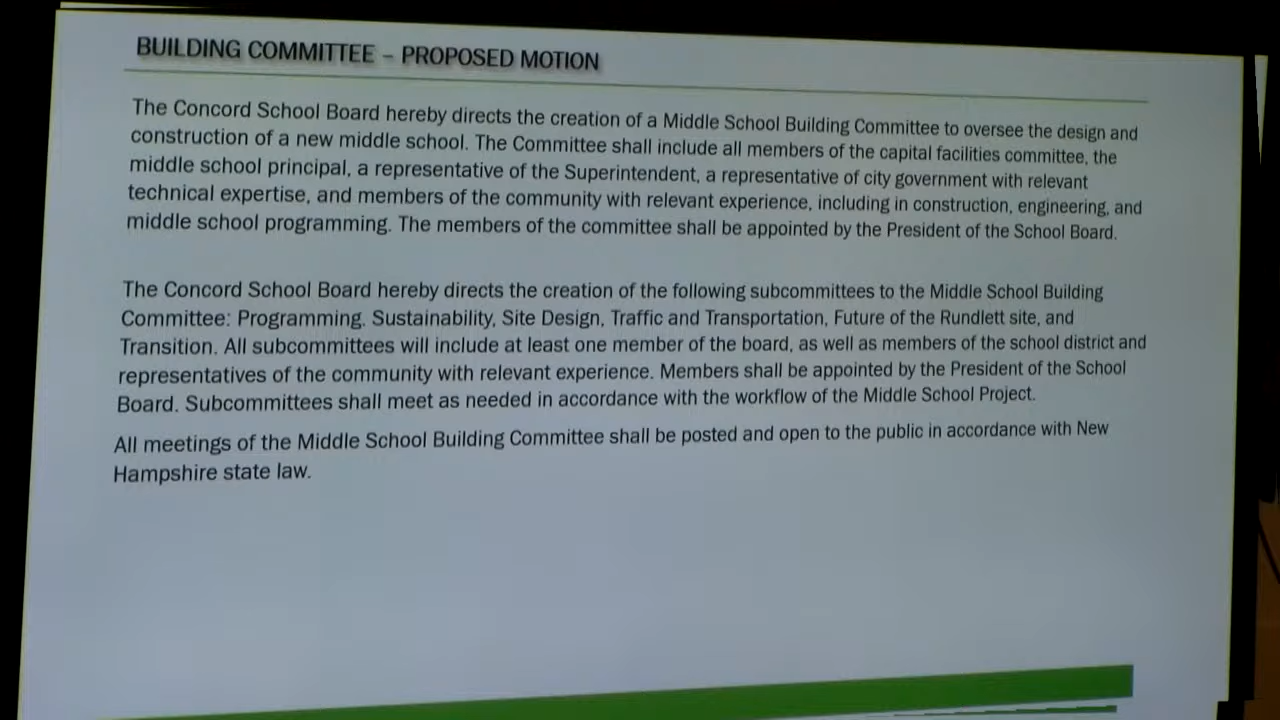 BUILDING COMMITTEE – PROPOSED MOTION
The Concord School Board hereby directs the creation of a Middle School Building Committee to oversee the design and
construction of a new middle school. The Committee shall include all members of the capital facilities committee, the
middle school principal, a representative of the Superintendent, a representative of city government with relevant
technical expertise, and members of the community with relevant experience, including in construction, engineering, and
middle school programming. The members of the committee shall be appointed by the President of the School Board.
The Concord School Board hereby directs the creation of the following subcommittees to the Middle School Building
Committee: Programming. Sustainability, Site Design, Traffic and Transportation, Future of the Rundlett site, and
Transition. All subcommittees will include at least one member of the board, as well as members of the school district and
representatives of the community with relevant experience. Members shall be appointed by the President of the School
Board. Subcommittees shall meet as needed in accordance with the workflow of the Middle School Project.
All meetings of the Middle School Building Committee shall be posted and open to the public in accordance with New
Hampshire state law.